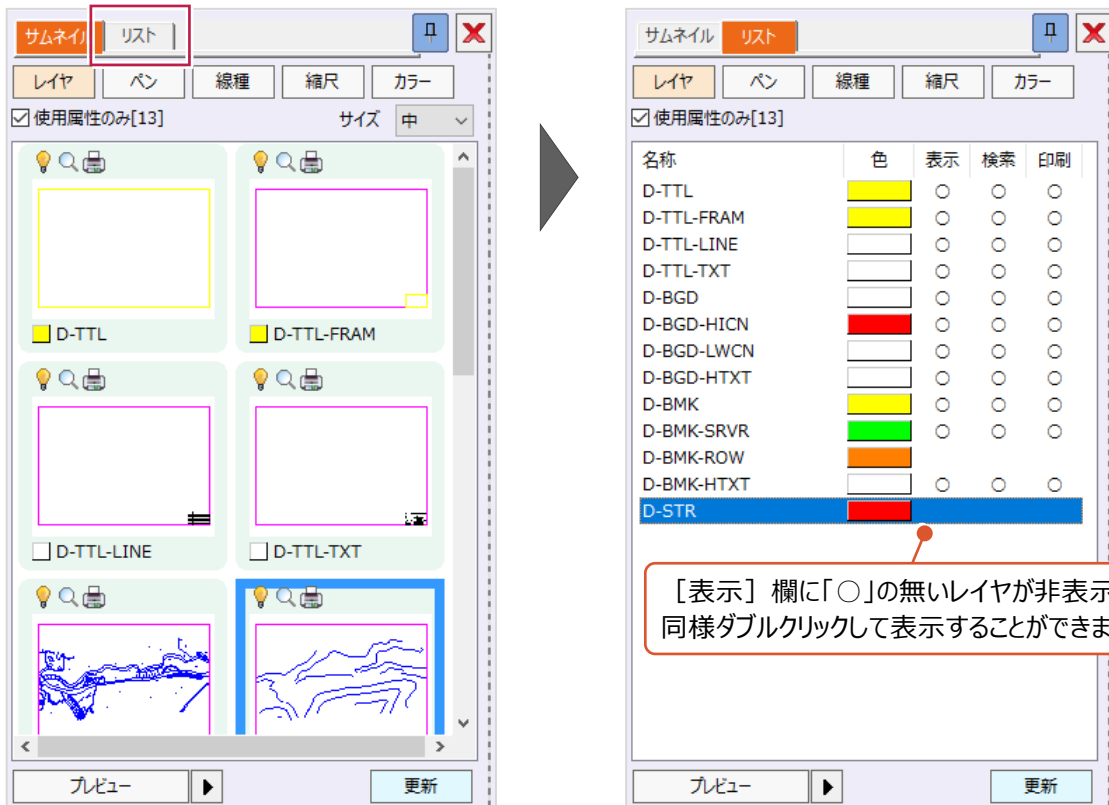 サムネイル リスト
レイヤ ペン 線種 縮尺 カラー
使用属性のみ[13] サイズ 中
D-TTL D-TTL-FRAM
D-TTL-LINE D-TTL-TXT
プレビュー 更新
サムネイル リスト
レイヤ ペン 線種 縮尺 カラー
使用属性のみ[13]
名称 色 表示 検索 印刷
D-TTL ○ ○ ○
D-TTL-FRAM ○ ○ ○
D-TTL-LINE ○ ○ ○
D-TTL-TXT ○ ○ ○
D-BGD ○ ○ ○
D-BGD-HICN ○ ○ ○
D-BGD-LWCN ○ ○ ○
D-BGD-HTXT ○ ○ ○
D-BMK ○ ○ ○
D-BMK-SRVR ○ ○ ○
D-BMK-ROW
D-BMK-HTXT ○ ○ ○
D-STR
［表示］欄に「○」の無いレイヤが非表示
同様ダブルクリックして表示することができま
プレビュー 更新